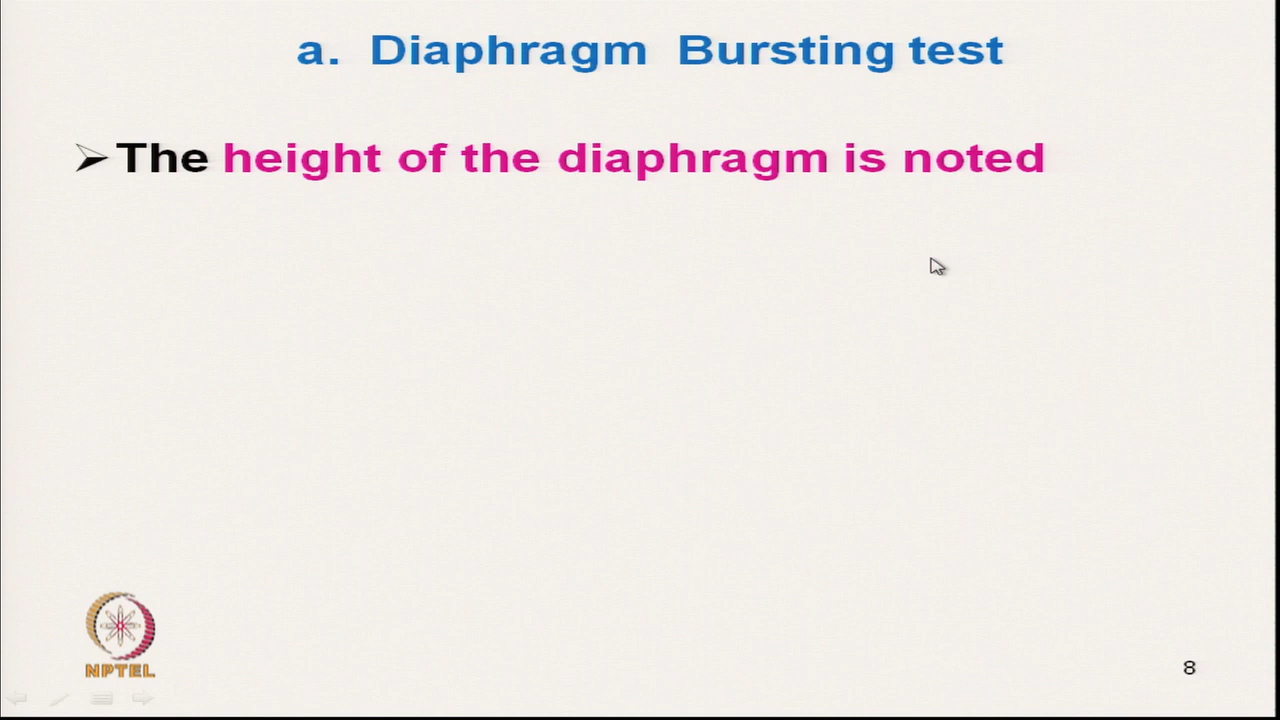 a. Diaphragm Bursting test
➢ The height of the diaphragm is noted
NPTEL
8